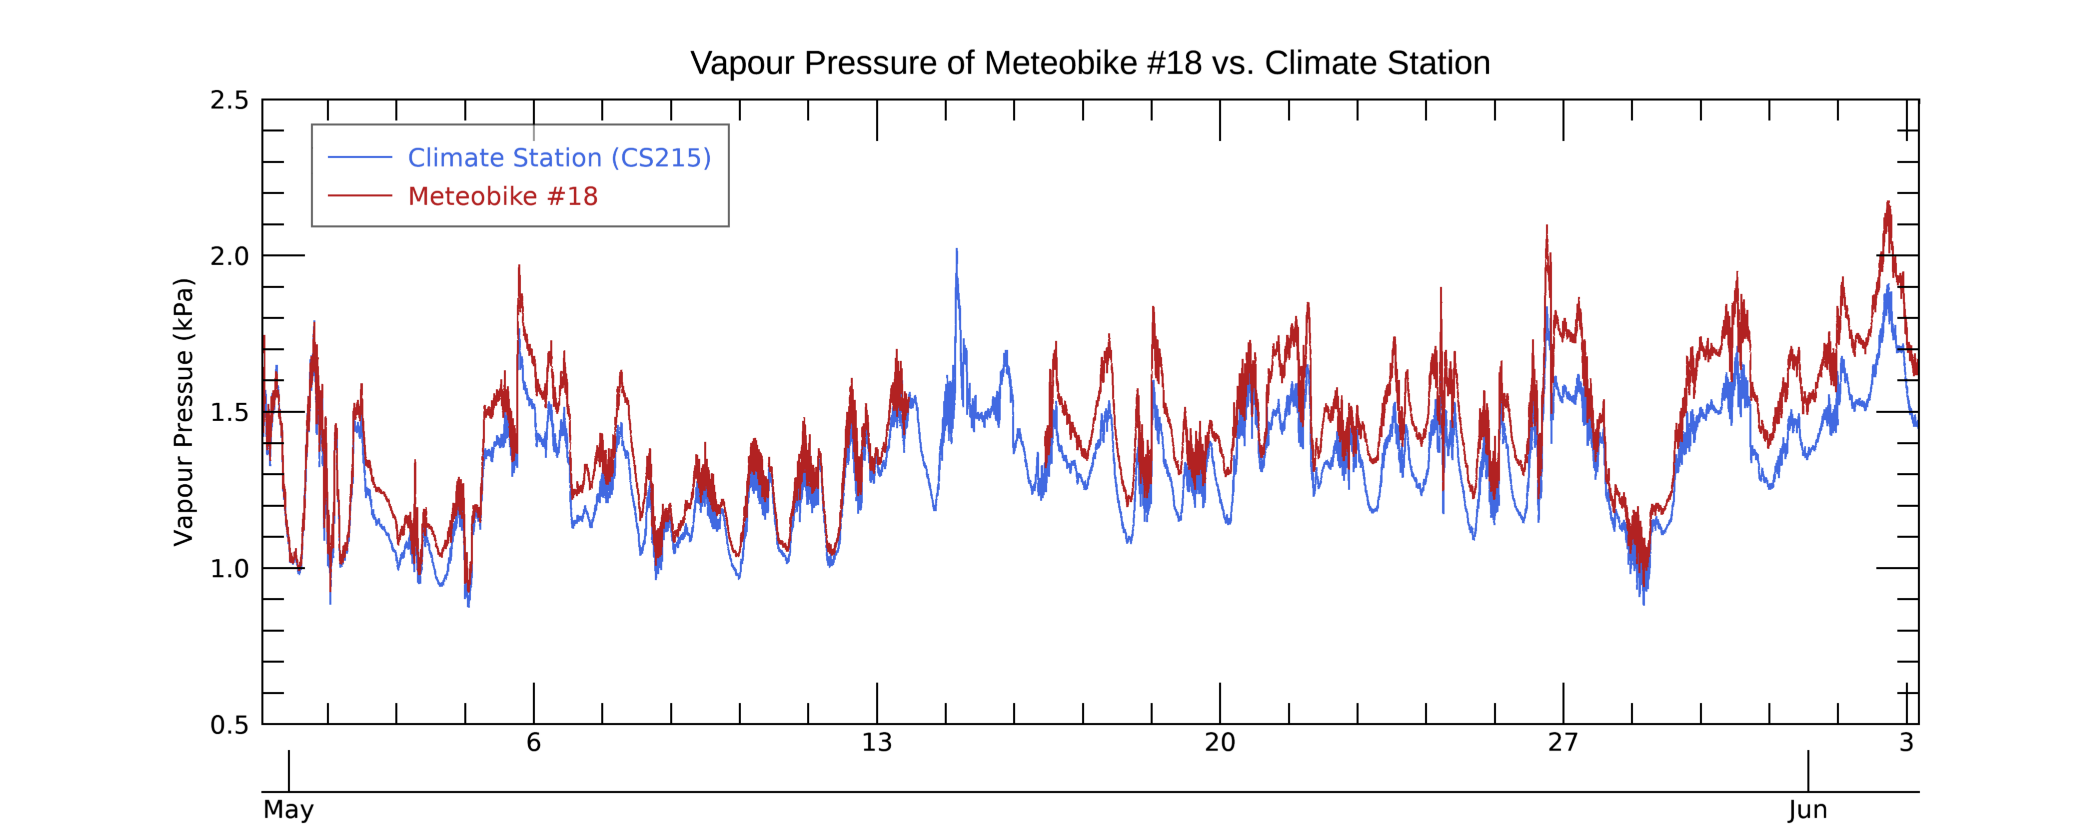 Vapour Pressure of Meteobike #18 vs. Climate Station
2.5
Climate Station (CS215)
Meteobike #18
2.0
Vapour Pressue (kPa)
1.5
1.0
0.5
6 13 20 27 3
May Jun